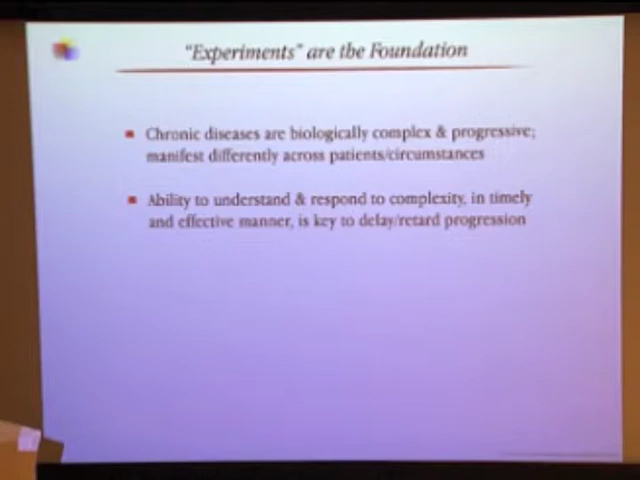 "Experiments" are the Foundation
Chronic diseases are biologically complex & progressive;
manifest differently across patients/circumstances
Ability to understand & respond to complexity, in timely
and effective manner, is key to delay/retard progression